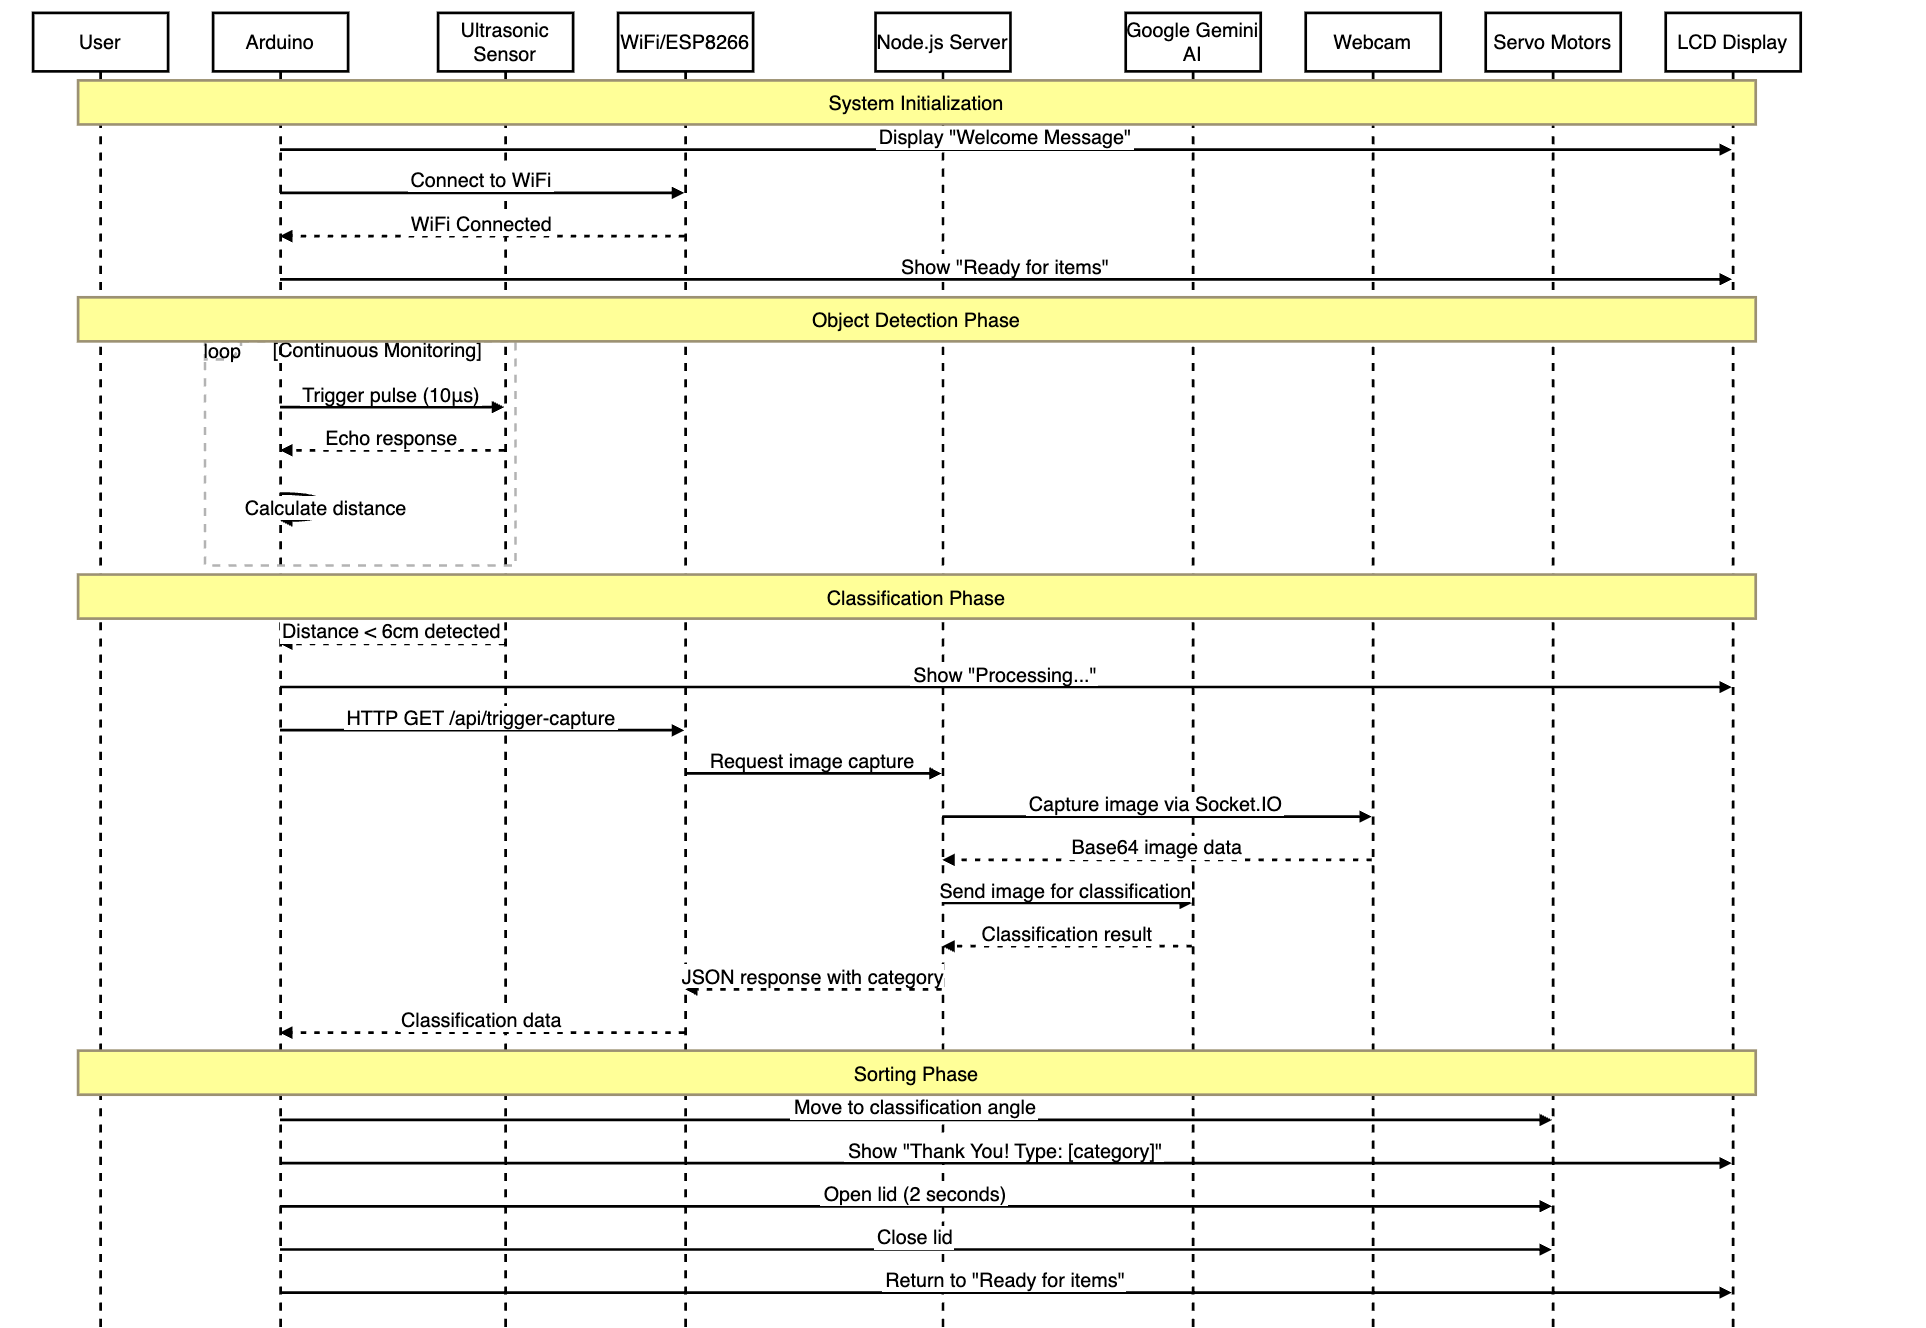 User
Arduino
Ultrasonic
Sensor
WiFi/ESP8266
Node.js Server
Google Gemini
AI
Webcam
Servo Motors
LCD Display
System Initialization
Display "Welcome Message"
Connect to WiFi
WiFi Connected
Show "Ready for items"
Object Detection Phase
loop
[Continuous Monitoring]
Trigger pulse (10µs)
Echo response
Calculate distance
Classification Phase
Distance < 6cm detected
Show "Processing..."
HTTP GET /api/trigger-capture
Request image capture
Capture image via Socket.IO
Base64 image data
Send image for classification
Classification result
JSON response with category
Classification data
Sorting Phase
Move to classification angle
Show "Thank You! Type: [category]"
Open lid (2 seconds)
Close lid
Return to "Ready for items"